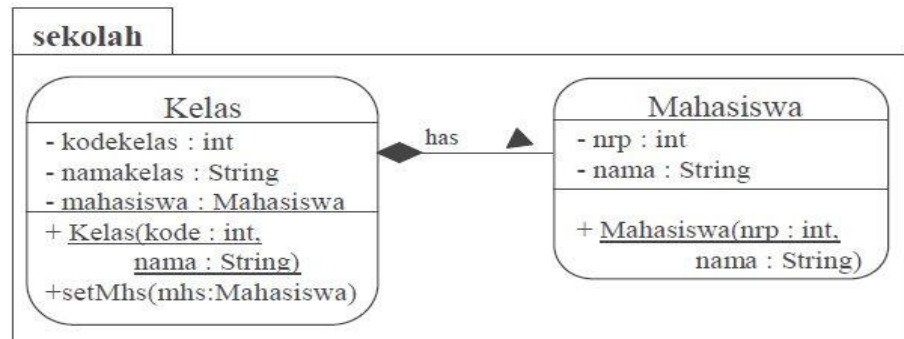 sekolah
Kelas
- kodekelas : int
- namakelas : String
- mahasiswa : Mahasiswa
+ Kelas(kode : int,
nama : String)
+setMhs(mhs:Mahasiswa)
has
Mahasiswa
- nrp : int
- nama : String
+ Mahasiswa(nrp : int,
nama : String)